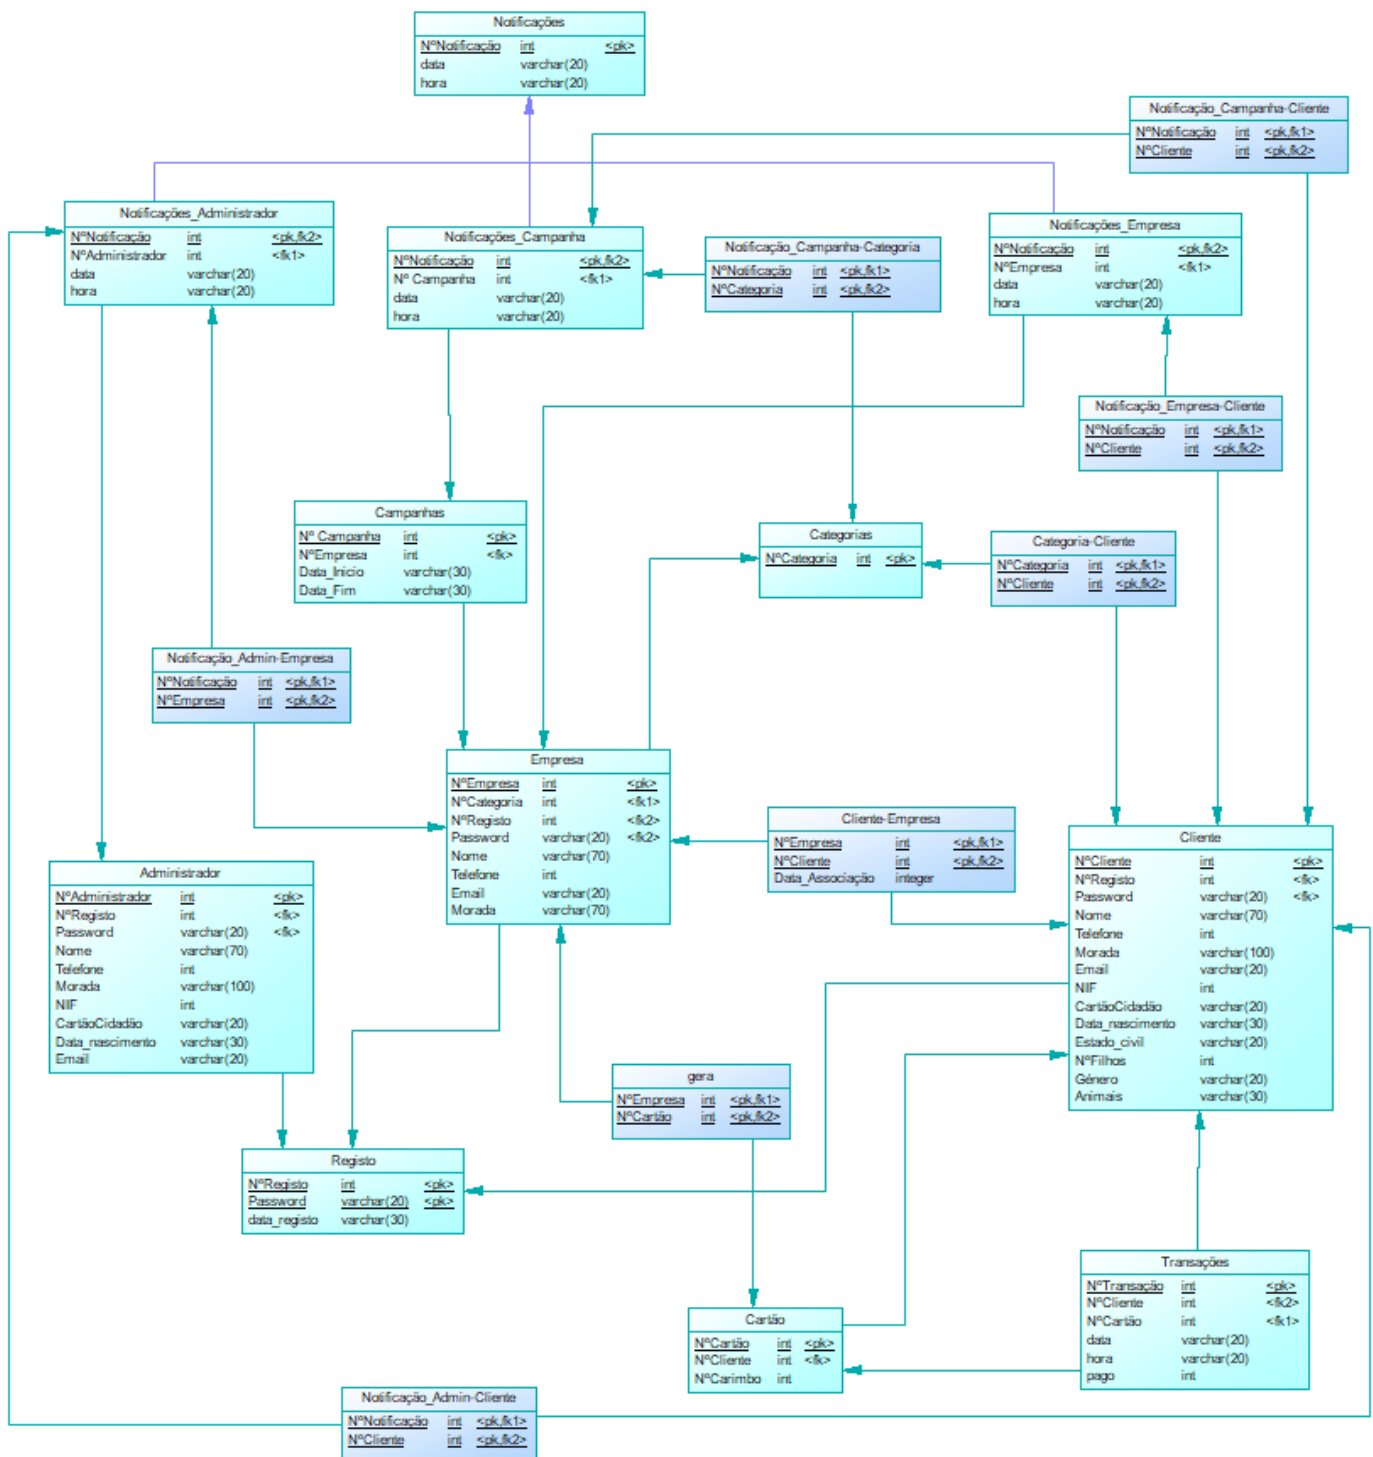 Notificações
NºNotificação int <pk>
data varchar(20)
hora varchar(20)
Notificação_Campanha-Cliente
NºNotificação int <pk,fk1>
NºCliente int <pk,fk2>
Notificações_Administrador
NºNotificação int <pk,fk2>
NºAdministrador int <fk1>
data varchar(20)
hora varchar(20)
Notificações_Campanha
NºNotificação int <pk,fk2>
Nº Campanha int <fk1>
data varchar(20)
hora varchar(20)
Notificação_Campanha-Categoria
NºNotificação int <pk,fk1>
NºCategoria int <pk,fk2>
Notificações_Empresa
NºNotificação int <pk,fk2>
NºEmpresa int <fk1>
data varchar(20)
hora varchar(20)
Notificação_Empresa-Cliente
NºNotificação int <pk,fk1>
NºCliente int <pk,fk2>
Campanhas
Nº Campanha int <pk>
NºEmpresa int <fk>
Data_Inicio varchar(30)
Data_Fim varchar(30)
Categorias
NºCategoria int <pk>
Categoria-Cliente
NºCategoria int <pk,fk1>
NºCliente int <pk,fk2>
Notificação_Admin-Empresa
NºNotificação int <pk,fk1>
NºEmpresa int <pk,fk2>
Empresa
NºEmpresa int <pk>
NºCategoria int <fk1>
NºRegisto int <fk2>
Password varchar(20) <fk2>
Nome varchar(70)
Telefone int
Email varchar(20)
Morada varchar(70)
Cliente-Empresa
NºEmpresa int <pk,fk1>
NºCliente int <pk,fk2>
Data_Associação integer
Cliente
NºCliente int <pk>
NºRegisto int <fk>
Password varchar(20) <fk>
Nome varchar(70)
Telefone int
Morada varchar(100)
Email varchar(20)
NIF int
CartãoCidadão varchar(20)
Data_nascimento varchar(30)
Estado_civil varchar(20)
NºFilhos int
Género varchar(20)
Animais varchar(30)
Administrador
NºAdministrador int <pk>
NºRegisto int <fk>
Password varchar(20) <fk>
Nome varchar(70)
Telefone int
Morada varchar(100)
NIF int
CartãoCidadão varchar(20)
Data_nascimento varchar(30)
Email varchar(20)
gera
NºEmpresa int <pk,fk1>
NºCartão int <pk,fk2>
Registo
NºRegisto int <pk>
Password varchar(20) <pk>
data_registo varchar(30)
Transações
NºTransação int <pk>
NºCliente int <fk2>
NºCartão int <fk1>
data varchar(20)
hora varchar(20)
pago int
Cartão
NºCartão int <pk>
NºCliente int <fk>
NºCarimbo int
Notificação_Admin-Cliente
NºNotificação int <pk,fk1>
NºCliente int <pk,fk2>